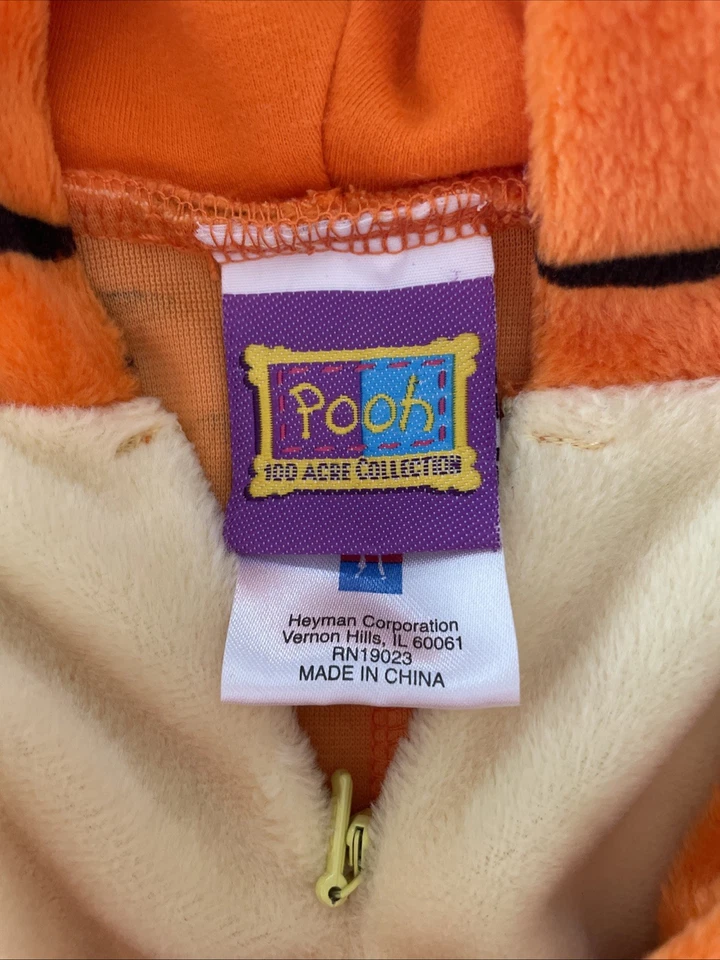 Pooh
100 ACRE COLLECTION
Heyman Corporation
Vernon Hills, IL 60061
RN19023
MADE IN CHINA